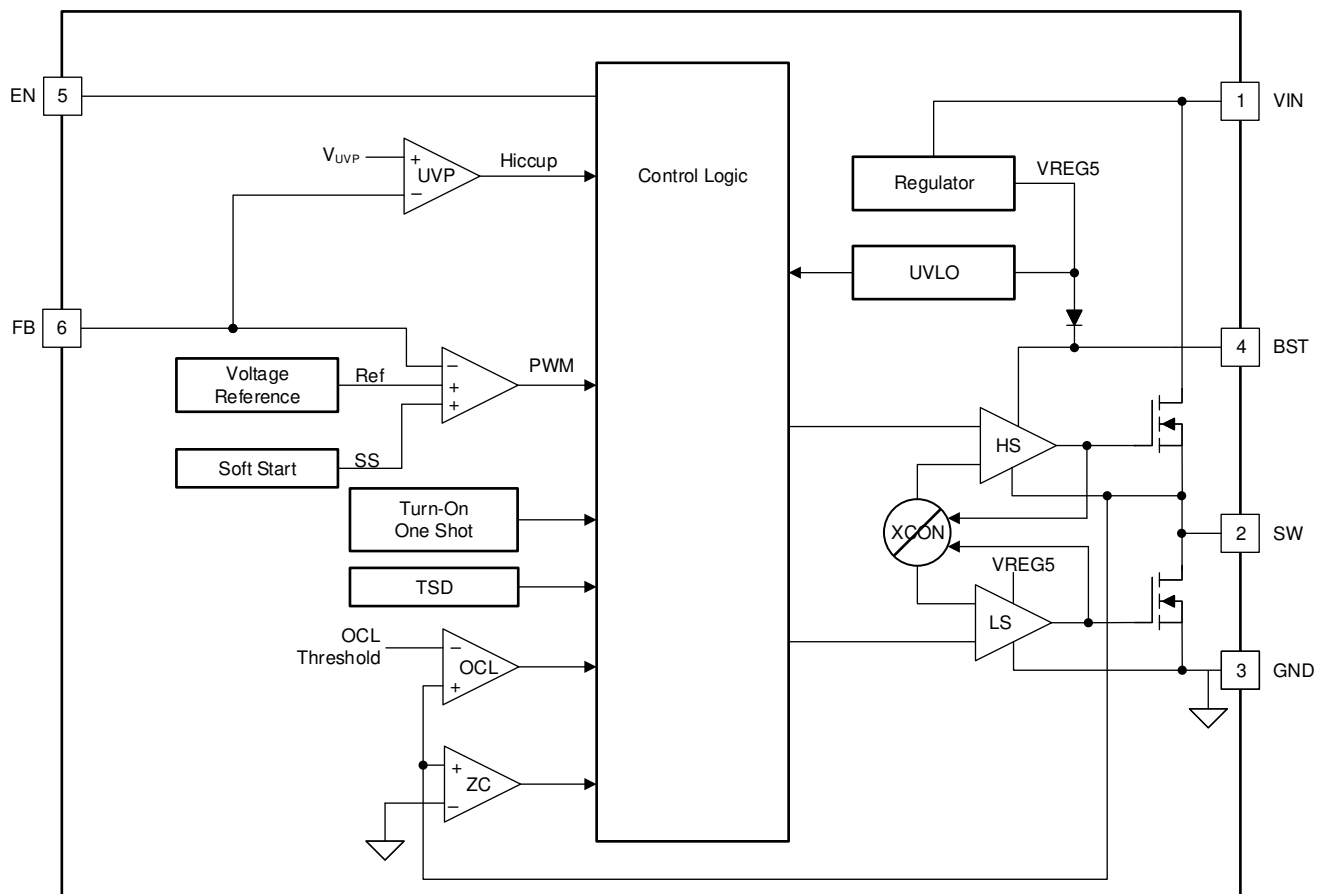 EN
5
1
VIN
VUVP
+
UVP
−
Hiccup
Control Logic
Regulator
VREG5
UVLO
FB
6
4
BST
Voltage
Reference
Ref
−
+
+
PWM
Soft Start
SS
HS
Turn-On
One Shot
XCON
2
SW
TSD
VREG5
LS
OCL
Threshold
−
OCL
+
3
GND
+
ZC
−